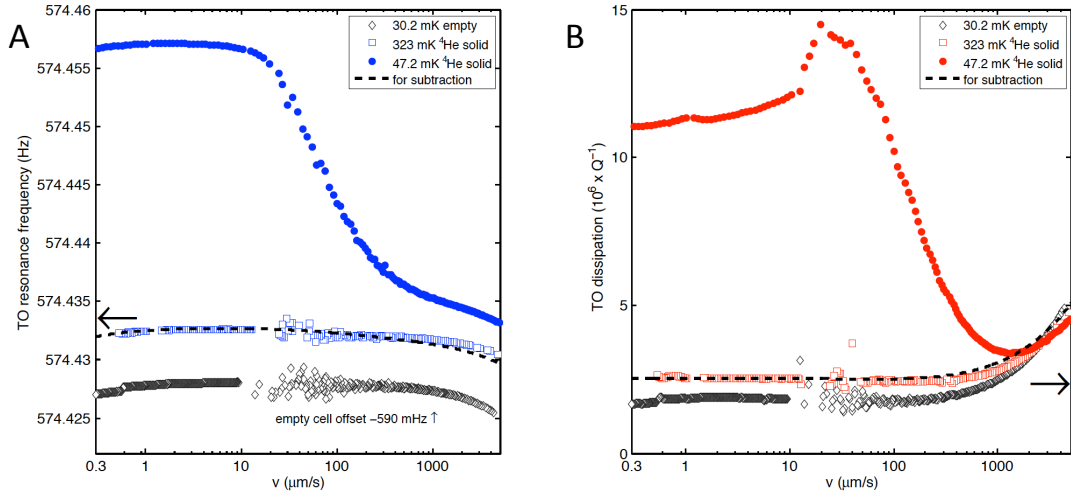 A
30.2 mK empty
323 mK ⁴He solid
47.2 mK ⁴He solid
for subtraction
TO resonance frequency (Hz)
574.455
574.45
574.445
574.44
574.435
574.43
574.425
empty cell offset −590 mHz ↑
0.3 1 10 100 1000
v (μm/s)
B
30.2 mK empty
323 mK ⁴He solid
47.2 mK ⁴He solid
for subtraction
TO dissipation (10⁶ x Q⁻¹)
15
10
5
0
0.3 1 10 100 1000
v (μm/s)